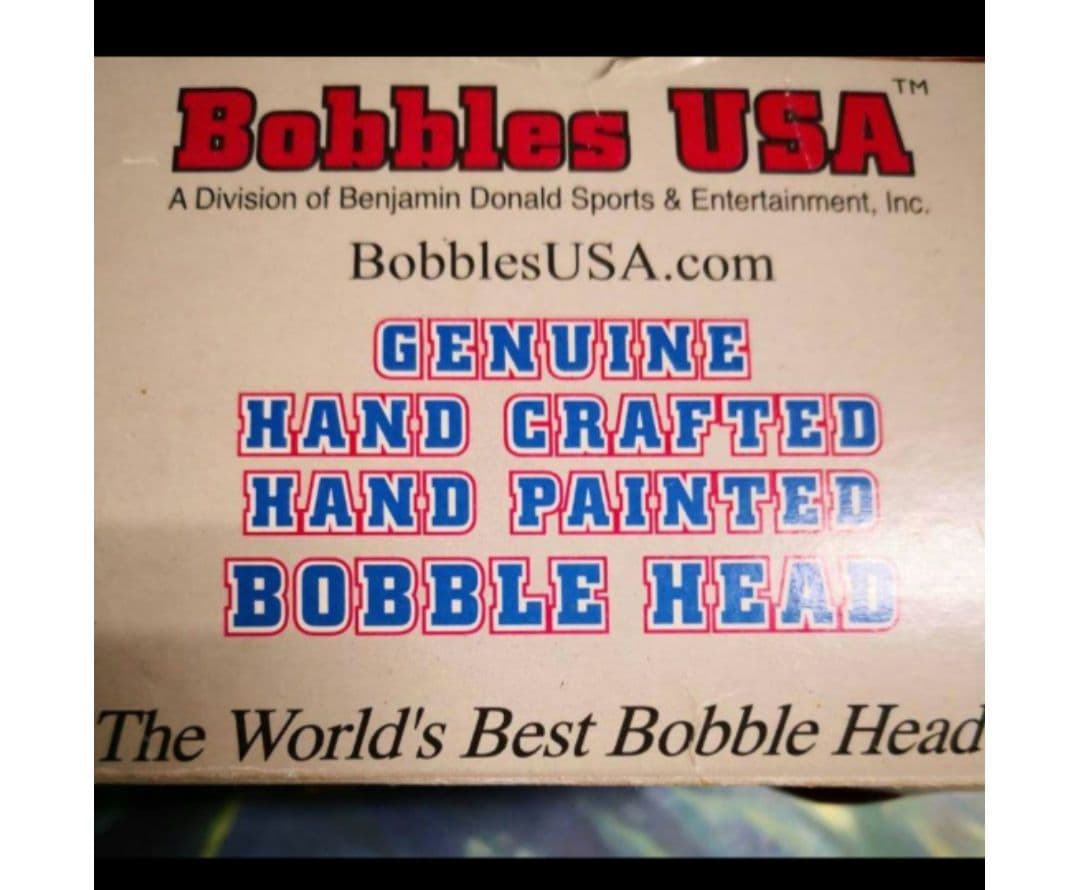 Bobbles USA™
A Division of Benjamin Donald Sports & Entertainment, Inc.
BobblesUSA.com
GENUINE
HAND CRAFTED
HAND PAINTED
BOBBLE HEAD
The World's Best Bobble Head